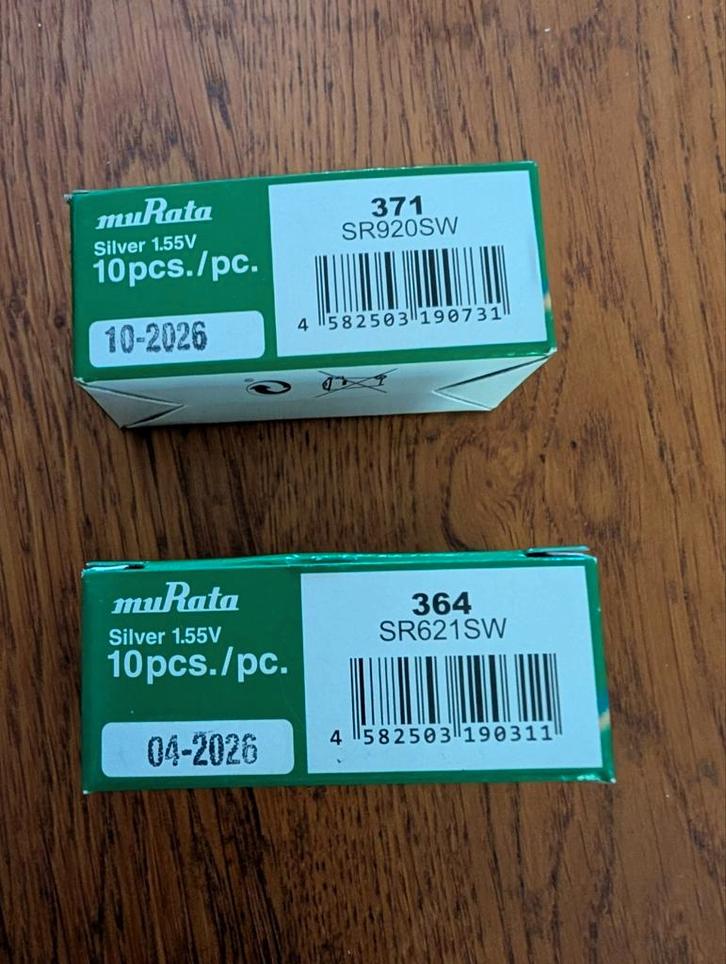 muRata
Silver 1.55V
10pcs./pc.
10-2026
371
SR920SW
4 582503 190731
muRata
Silver 1.55V
10pcs./pc.
04-2026
364
SR621SW
4 582503 190311